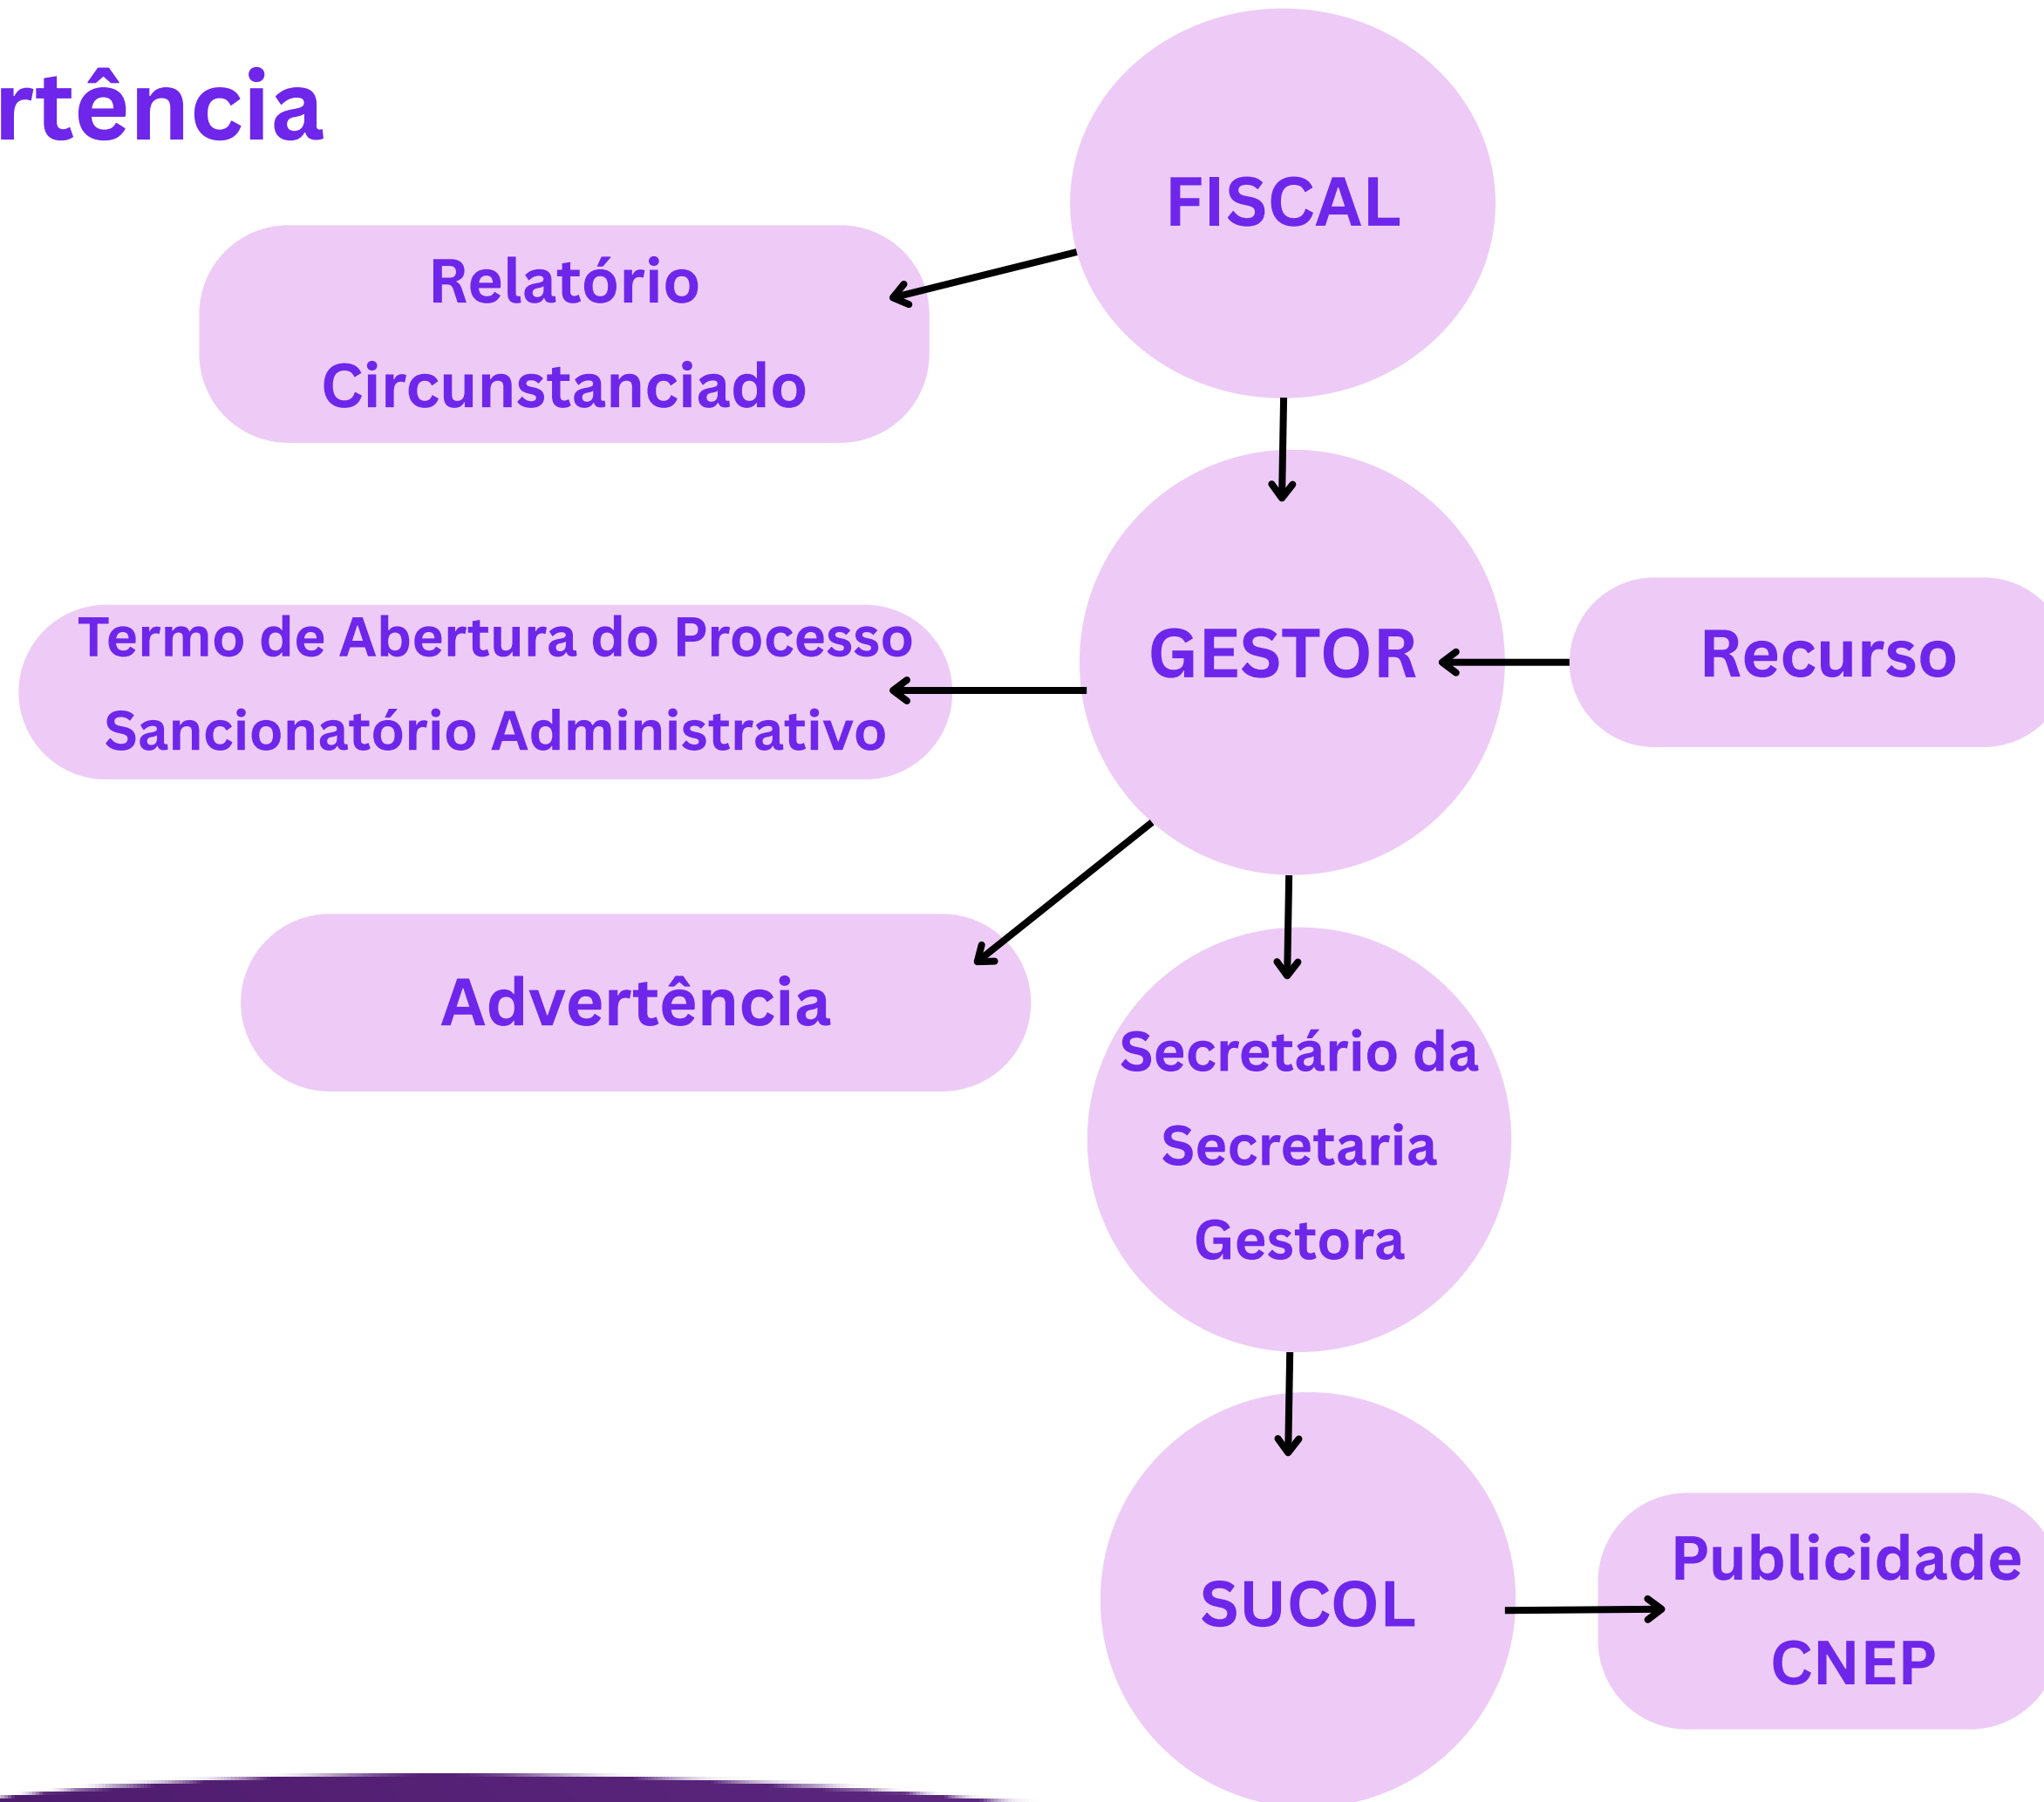 rtência
FISCAL
Relatório
Circunstanciado
GESTOR
Recurso
Termo de Abertura do Processo
Sancionatório Administrativo
Advertência
Secretário da
Secretaria
Gestora
SUCOL
Publicidade
CNEP